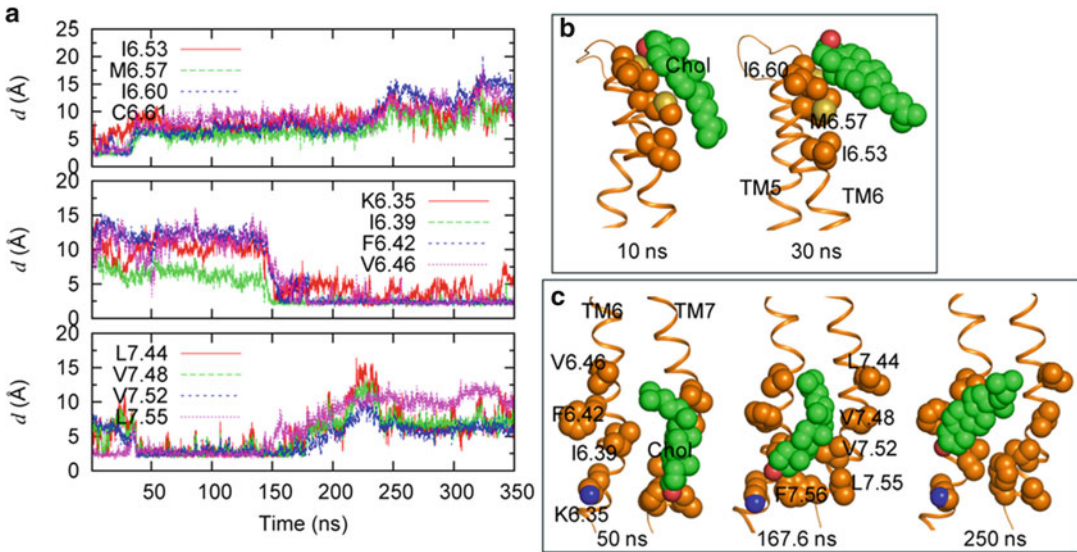 a
25
20
15
10
5
0
d (Å)
I6.53
M6.57
I6.60
C6.61
20
15
10
5
0
d (Å)
K6.35
I6.39
F6.42
V6.46
20
15
10
5
0
d (Å)
L7.44
V7.48
V7.52
L7.55
50 100 150 200 250 300 350
Time (ns)
b
Chol
I6.60
M6.57
I6.53
TM5
TM6
10 ns
30 ns
c
TM6
TM7
V6.46
L7.44
F6.42
V7.48
I6.39
Chol
V7.52
L7.55
F7.56
K6.35
50 ns
167.6 ns
250 ns